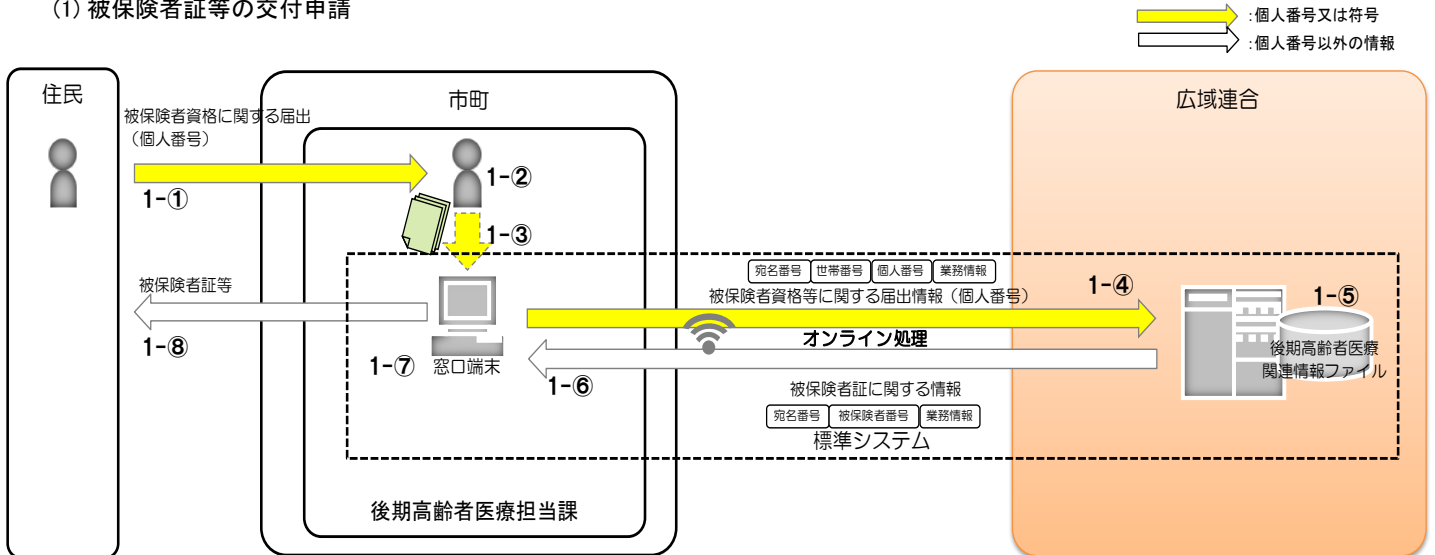 (1) 被保険者証等の交付申請
:個人番号又は符号
:個人番号以外の情報
住民
市町
広域連合
被保険者資格に関する届出
（個人番号）
1-①
1-②
1-③
宛名番号 世帯番号 個人番号 業務情報
被保険者資格等に関する届出情報（個人番号）
1-④
1-⑤
被保険者証等
オンライン処理
後期高齢者医療
関連情報ファイル
1-⑧
1-⑦
窓口端末
1-⑥
被保険者証に関する情報
宛名番号 被保険者番号 業務情報
標準システム
後期高齢者医療担当課